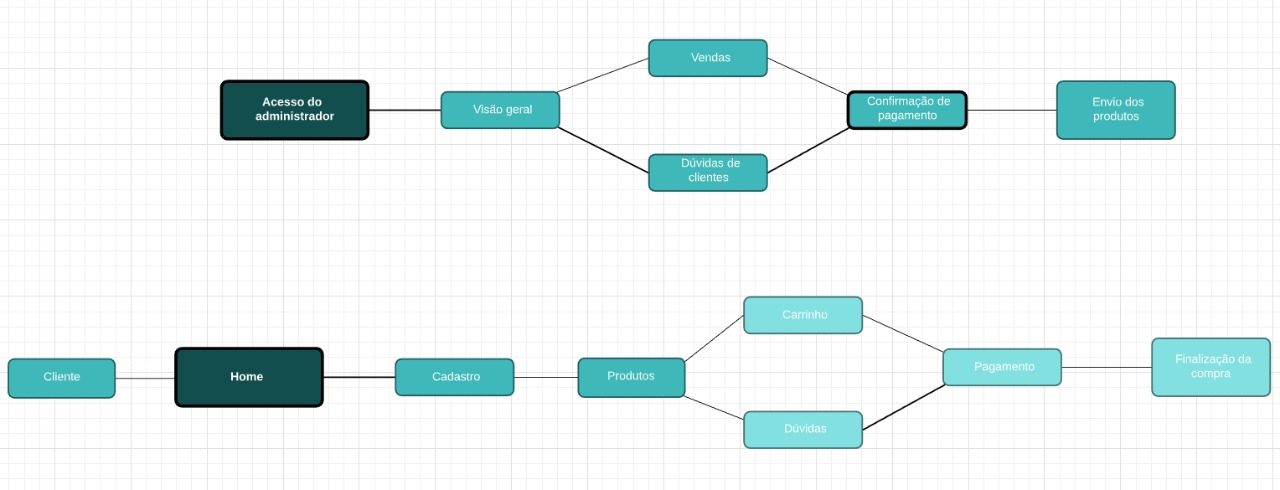 Vendas
Acesso do
administrador
Visão geral
Confirmação de
pagamento
Envio dos
produtos
Dúvidas de
clientes
Carrinho
Cliente
Home
Cadastro
Produtos
Pagamento
Finalização da
compra
Dúvidas